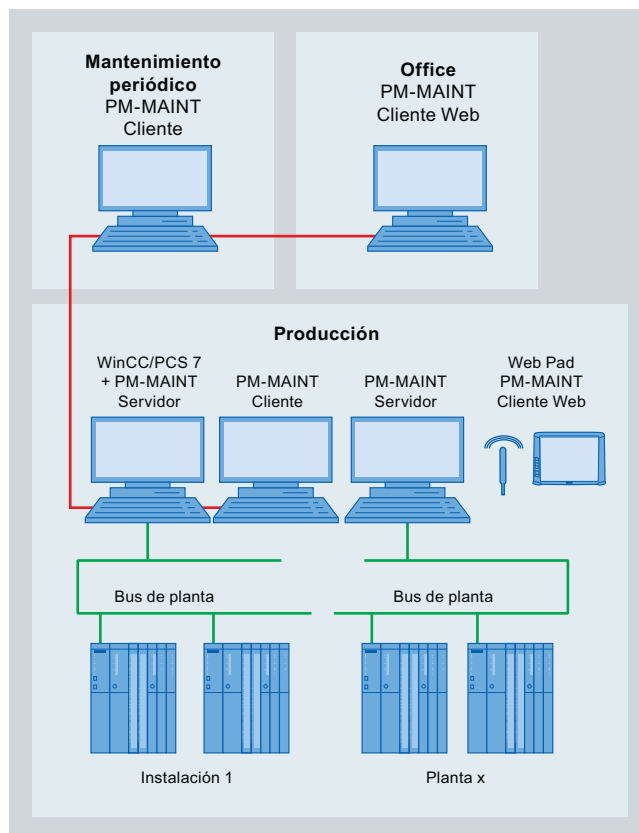 Mantenimiento
periódico
PM-MAINT
Cliente
Office
PM-MAINT
Cliente Web
Producción
WinCC/PCS 7
+ PM-MAINT
Servidor
PM-MAINT
Cliente
PM-MAINT
Servidor
Web Pad
PM-MAINT
Cliente Web
Bus de planta
Bus de planta
Instalación 1
Planta x